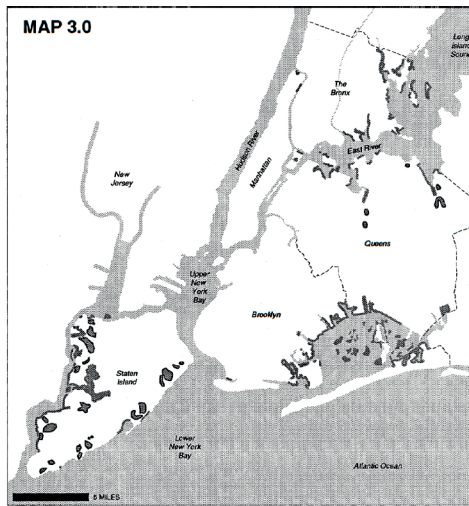 MAP 3.0
Long
Island
Sound
The
Bronx
Hudson River
East River
Manhattan
New
Jersey
Queens
Upper
New
York
Bay
Brooklyn
Staten
Island
Lower
New York
Bay
Atlantic Ocean
5 MILES